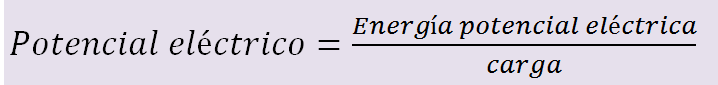 Potencial eléctrico = Energía potencial eléctrica
carga